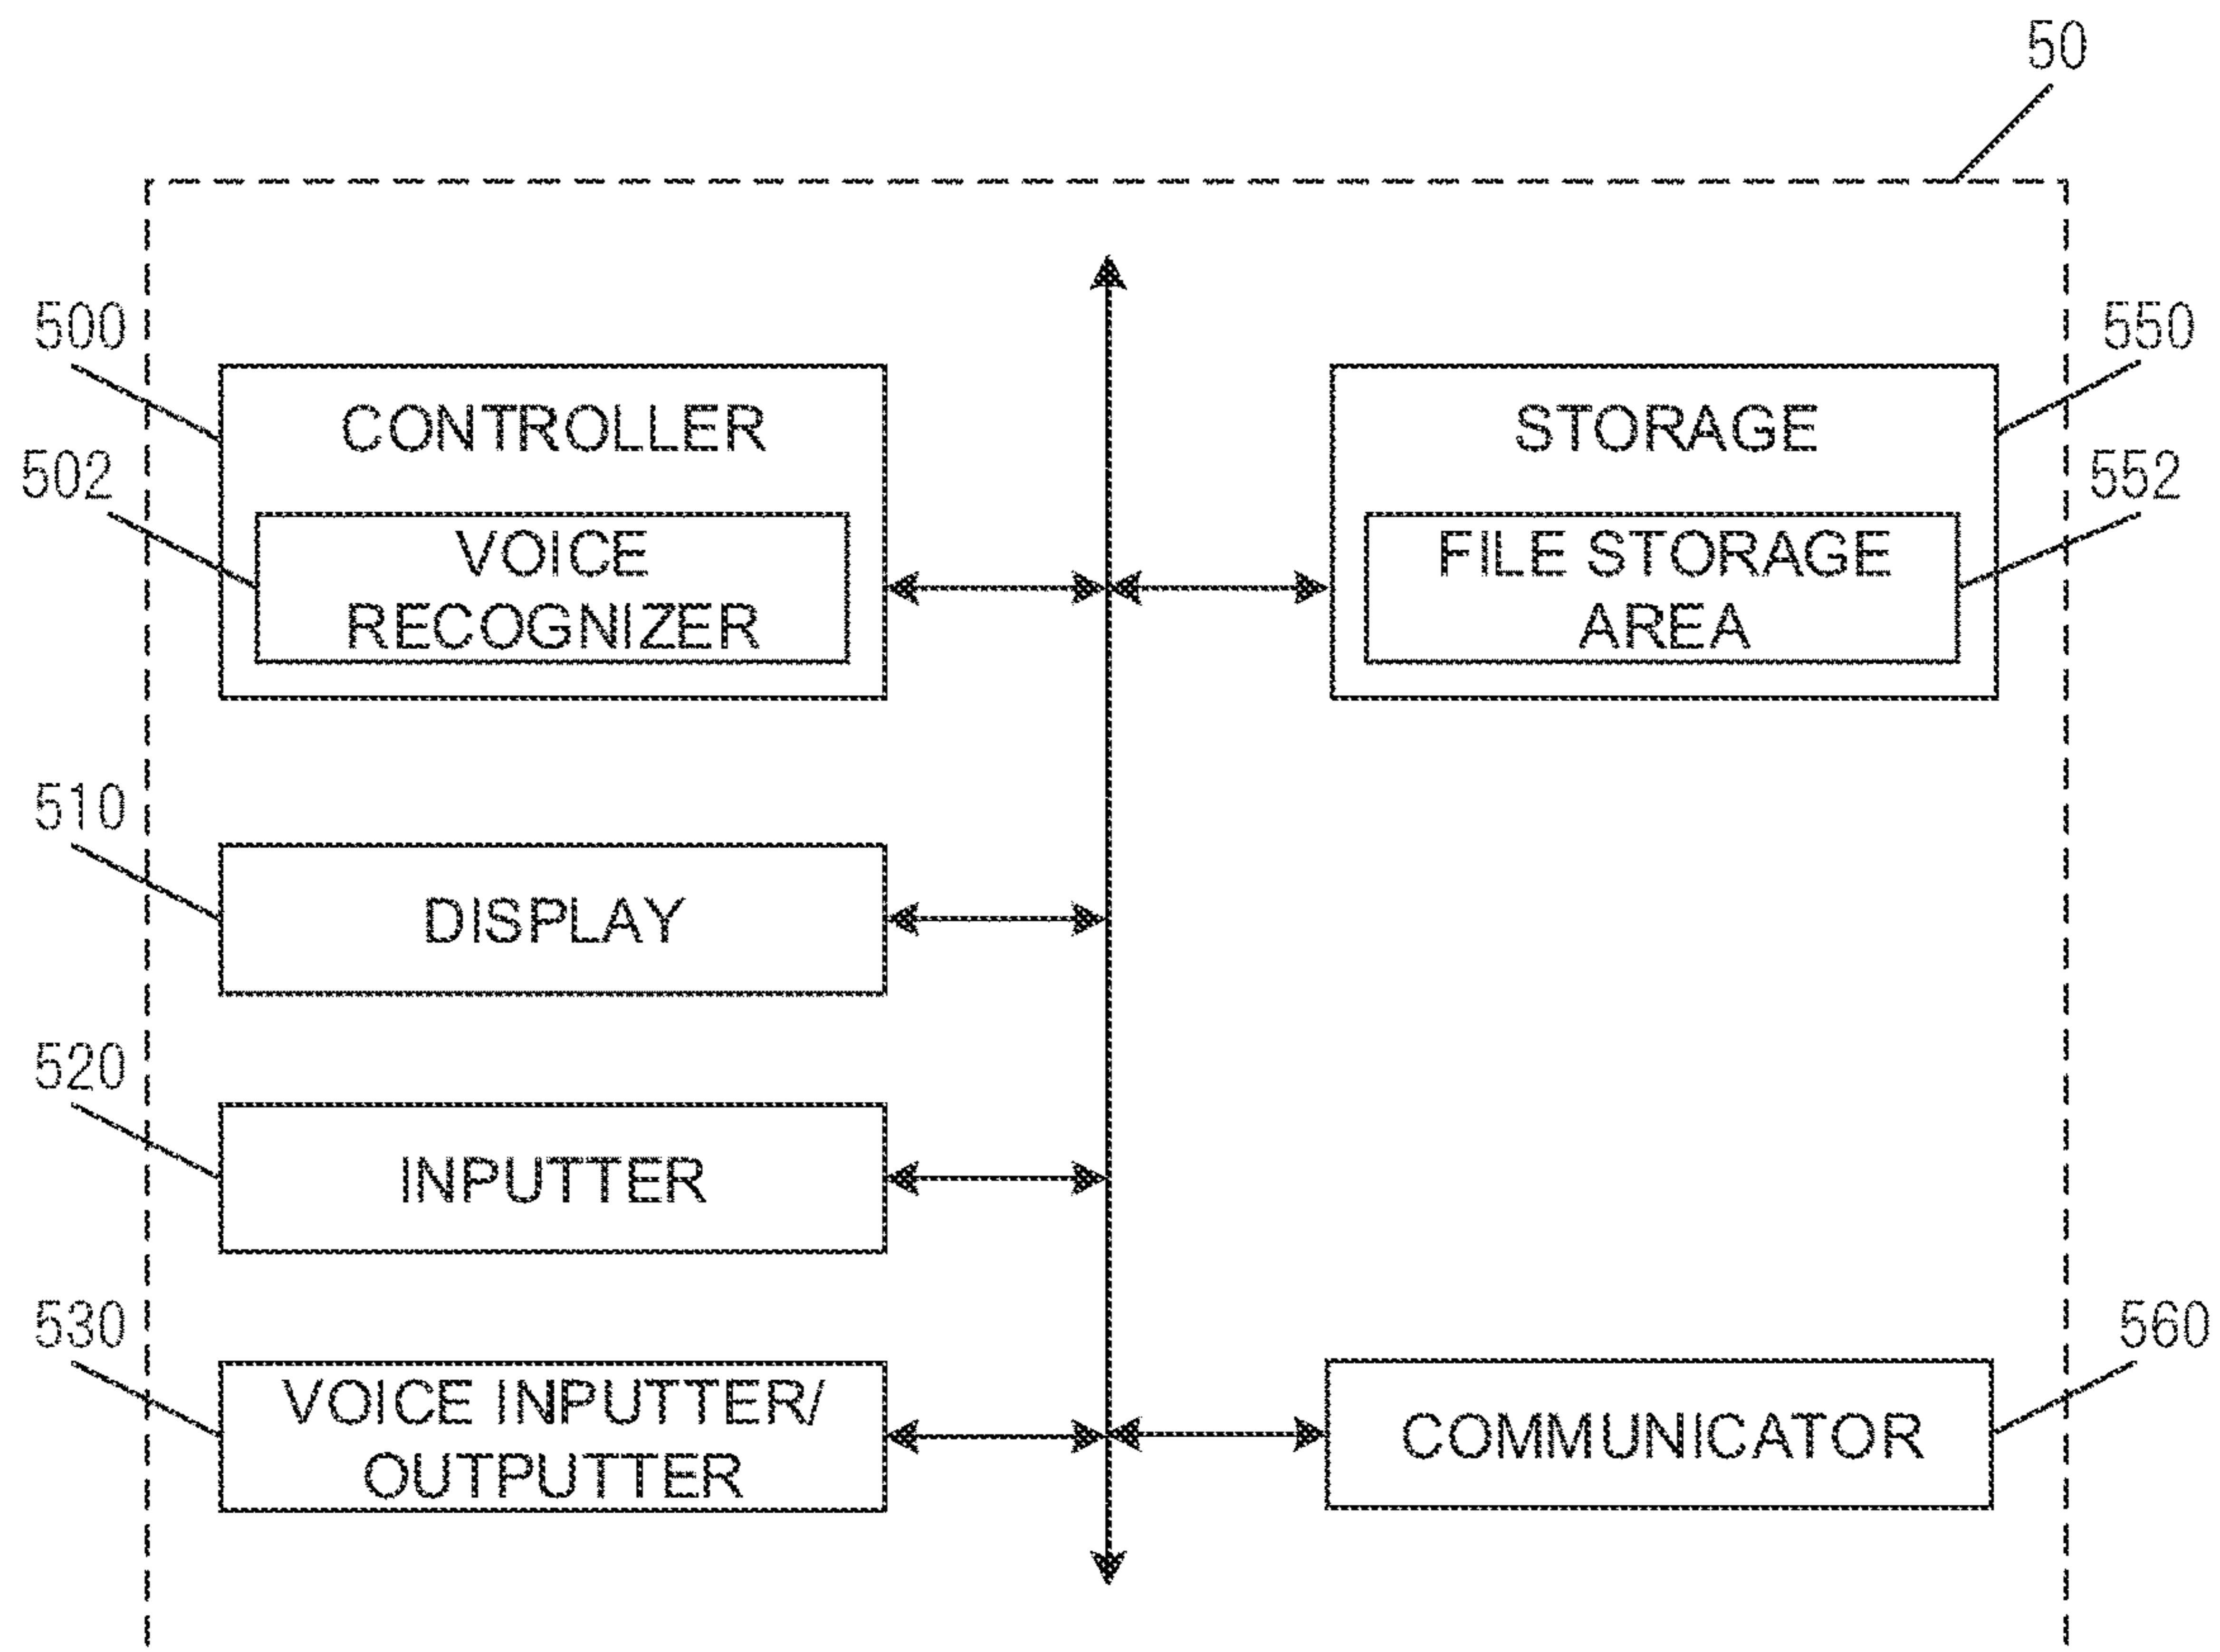 50
500
CONTROLLER
502
VOICE
RECOGNIZER
550
STORAGE
552
FILE STORAGE
AREA
510
DISPLAY
520
INPUTTER
530
VOICE INPUTTER/
OUTPUTTER
560
COMMUNICATOR